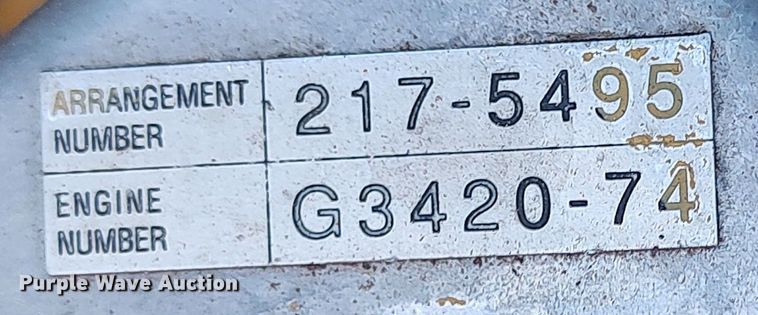 ARRANGEMENT
NUMBER
217-5495
ENGINE
NUMBER
G3420-74
Purple Wave Auction